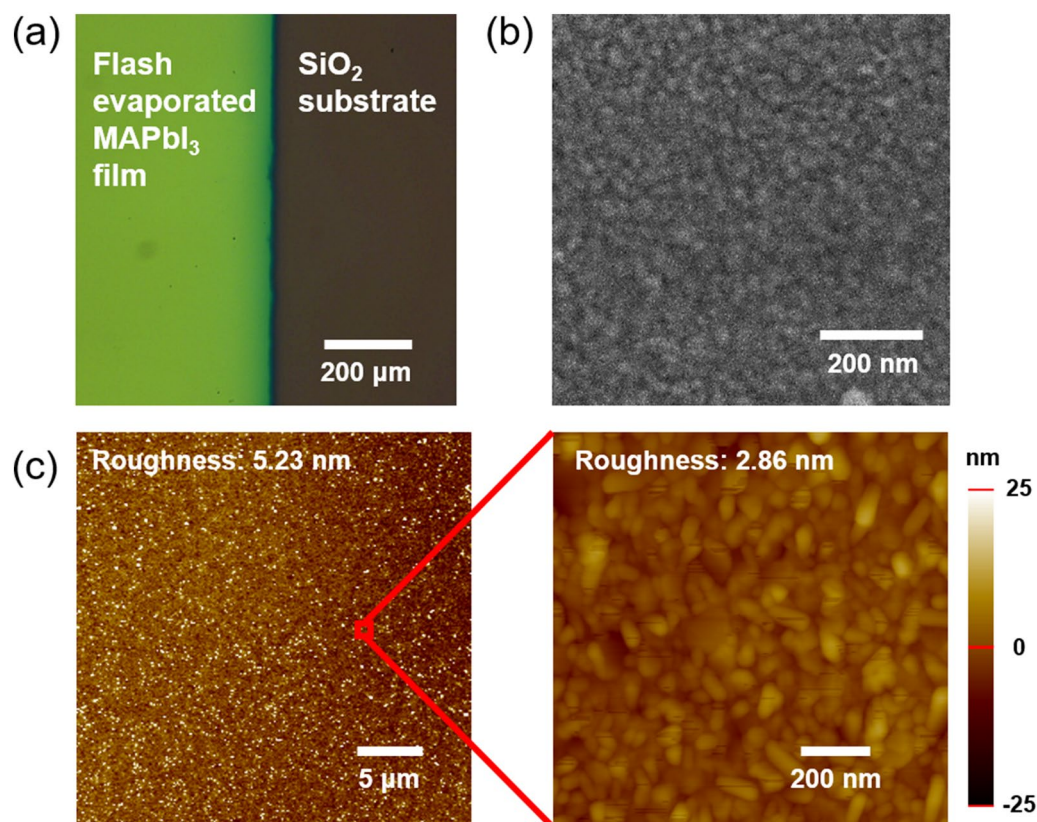 (a)
Flash
evaporated
MAPbI₃
film
SiO₂
substrate
200 μm
(b)
200 nm
(c)
Roughness: 5.23 nm
5 μm
Roughness: 2.86 nm
200 nm
nm
25
0
-25